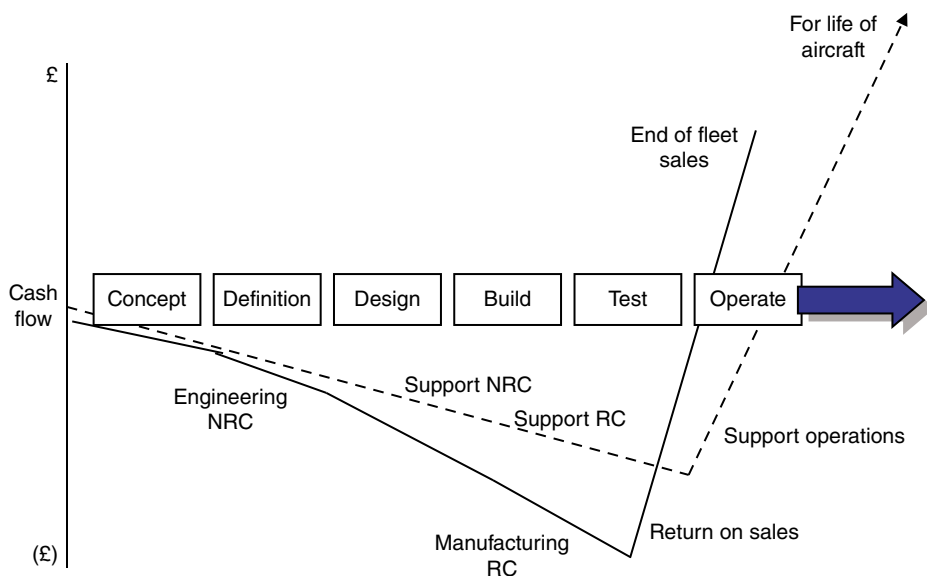 For life of
aircraft
£
End of fleet
sales
Cash
flow
Concept
Definition
Design
Build
Test
Operate
Support NRC
Engineering
NRC
Support RC
Support operations
Return on sales
Manufacturing
RC
(£)